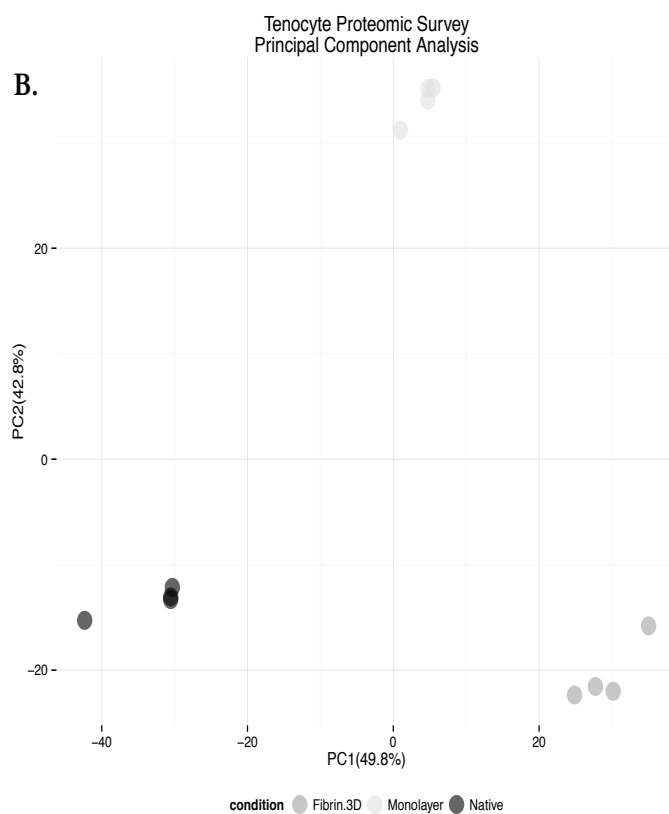 Tenocyte Proteomic Survey
Principal Component Analysis
B.
20
0
−20
PC2(42.8%)
−40 −20 0 20
PC1(49.8%)
condition Fibrin.3D Monolayer Native